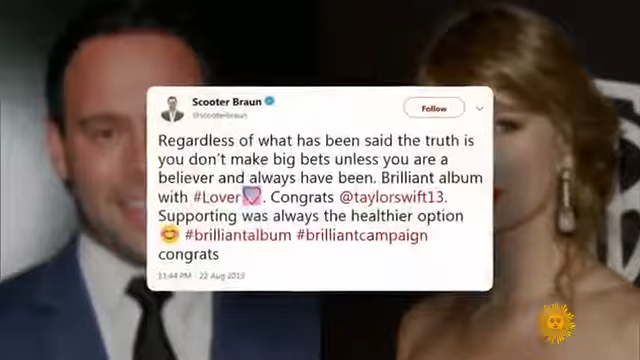 Scooter Braun
@scooterbraun
Follow
Regardless of what has been said the truth is
you don't make big bets unless you are a
believer and always have been. Brilliant album
with #Lover💟. Congrats @taylorswift13.
Supporting was always the healthier option
😊 #brilliantalbum #brilliantcampaign
congrats
11:44 PM - 22 Aug 2019